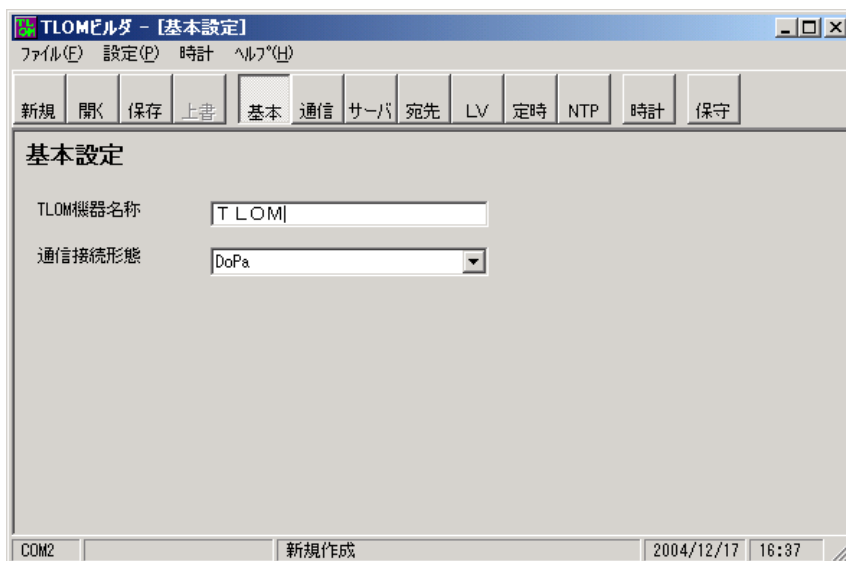 TLOMビルダ - [基本設定]
ファイル(F) 設定(P) 時計 ヘルプ(H)
新規 開く 保存 上書 基本 通信 サーバ 宛先 LV 定時 NTP 時計 保守
基本設定
TLOM機器名称 TLOM
通信接続形態 DoPa
COM2 新規作成 2004/12/17 16:37